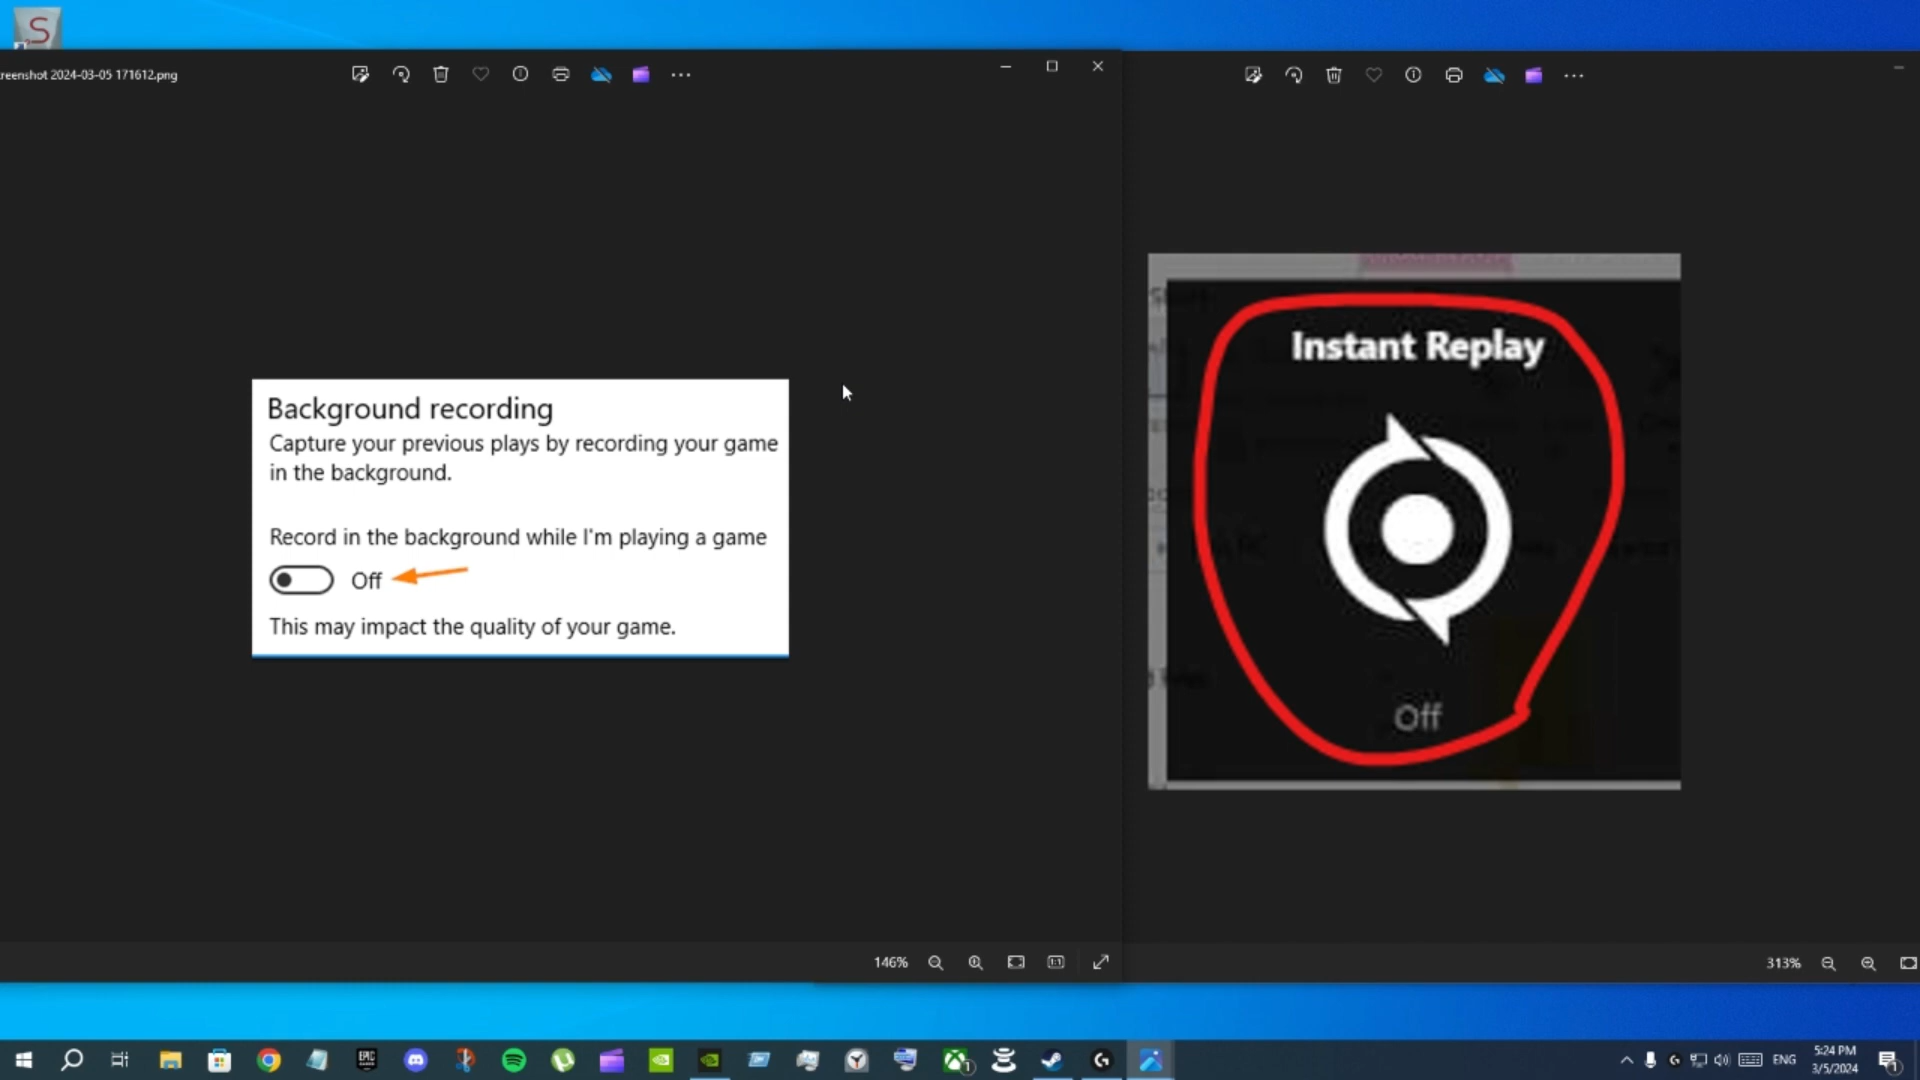 S
reenshot 2024-03-05 171612.png
Background recording
Capture your previous plays by recording your game
in the background.
Record in the background while I'm playing a game
Off
This may impact the quality of your game.
Instant Replay
Off
146%
313%
EPIC
ENG
5:24 PM
3/5/2024